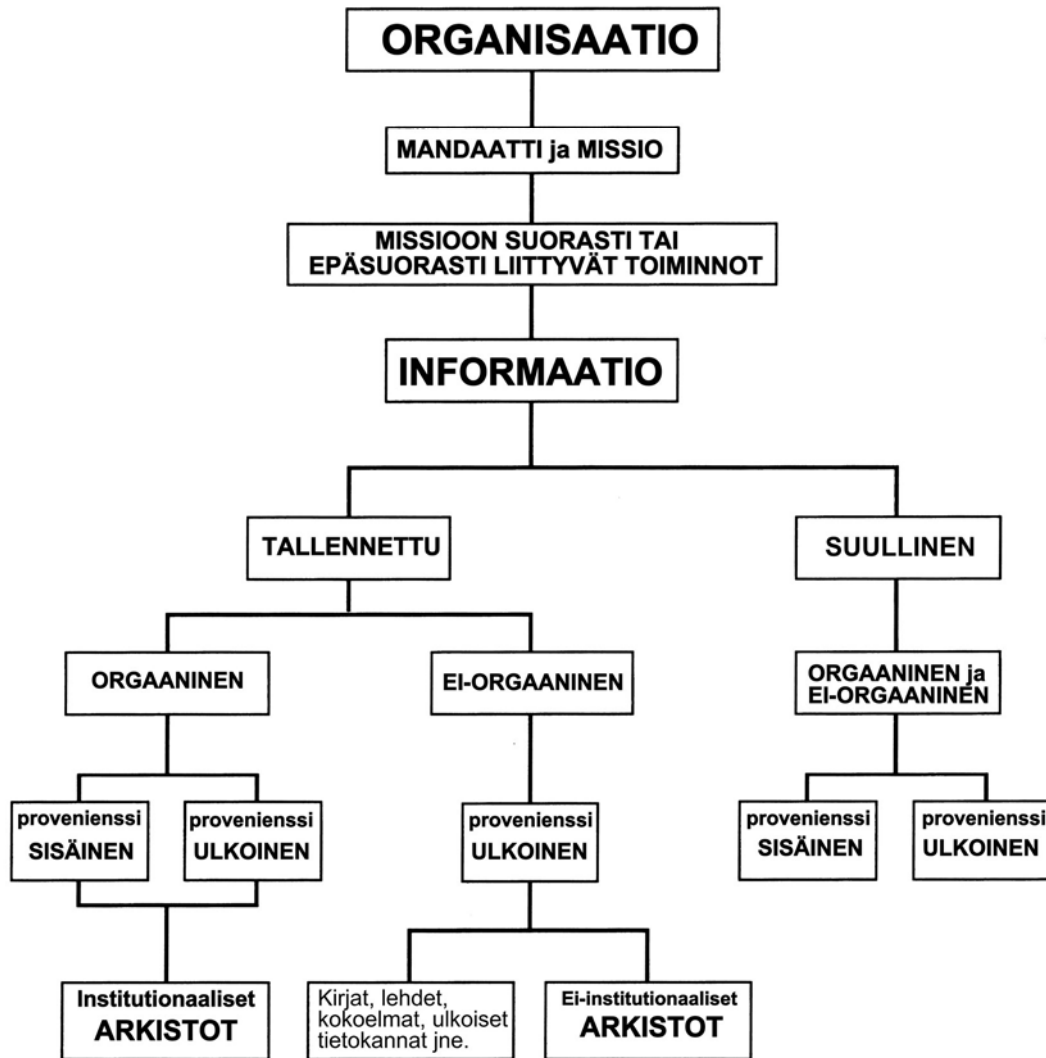 ORGANISAATIO
MANDAATTI ja MISSIO
MISSIOON SUORASTI TAI
EPÄSUORASTI LIITTYVÄT TOIMINNOT
INFORMAATIO
TALLENNETTU
SUULLINEN
ORGAANINEN
EI-ORGAANINEN
ORGAANINEN ja
EI-ORGAANINEN
provenienssi
SISÄINEN
provenienssi
ULKOINEN
provenienssi
ULKOINEN
provenienssi
SISÄINEN
provenienssi
ULKOINEN
Institutionaaliset
ARKISTOT
Kirjat, lehdet,
kokoelmat, ulkoiset
tietokannat jne.
Ei-institutionaaliset
ARKISTOT